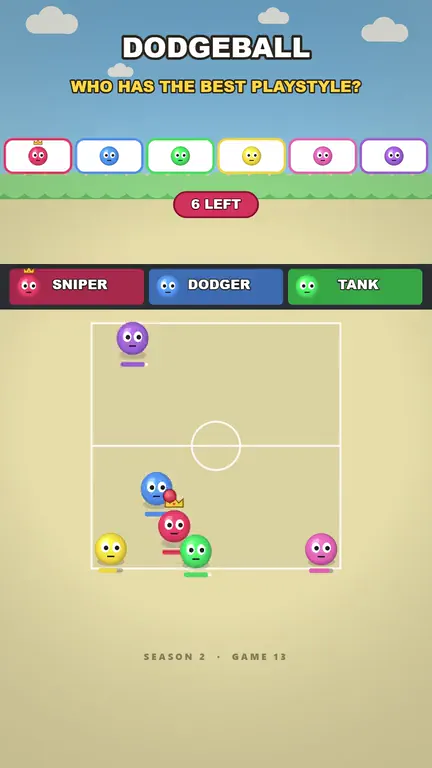 DODGEBALL
WHO HAS THE BEST PLAYSTYLE?
6 LEFT
SNIPER
DODGER
TANK
SEASON 2 · GAME 13